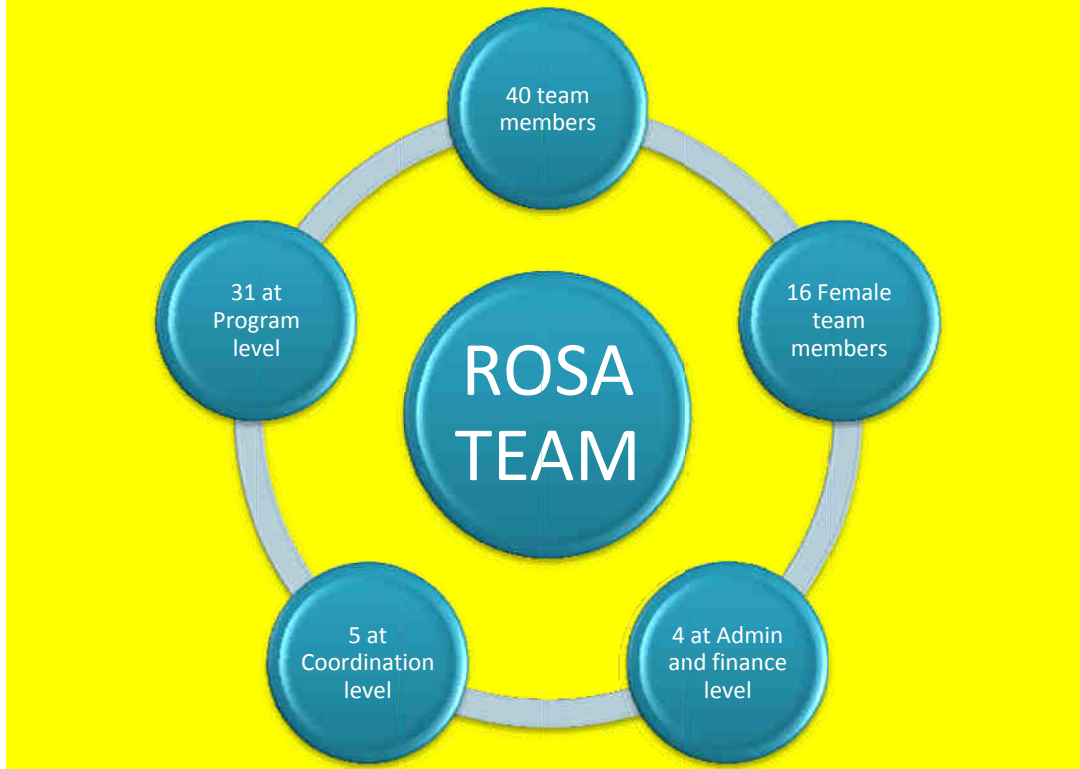 40 team
members
16 Female
team
members
4 at Admin
and finance
level
5 at
Coordination
level
31 at
Program
level
ROSA
TEAM